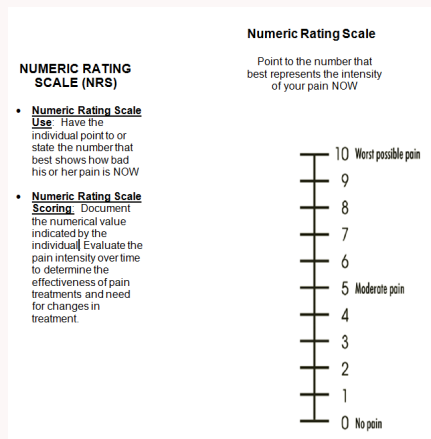 NUMERIC RATING
SCALE (NRS)
• Numeric Rating Scale
Use: Have the
individual point to or
state the number that
best shows how bad
his or her pain is NOW
• Numeric Rating Scale
Scoring: Document
the numerical value
indicated by the
individual Evaluate the
pain intensity over time
to determine the
effectiveness of pain
treatments and need
for changes in
treatment.
Numeric Rating Scale
Point to the number that
best represents the intensity
of your pain NOW
10 Worst possible pain
9
8
7
6
5 Moderate pain
4
3
2
1
0 No pain